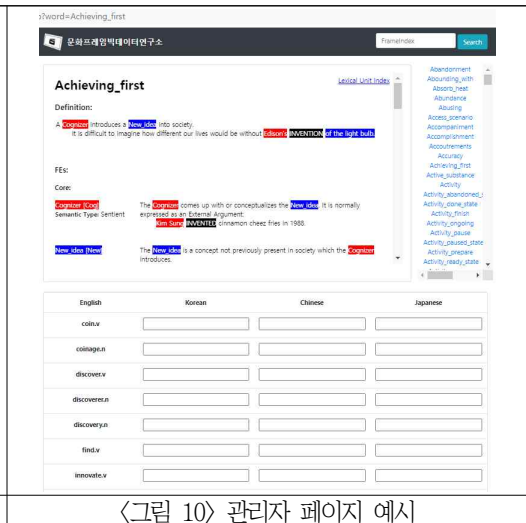 o?word=Achieving_first
문화프레임빅데이터연구소
FrameIndex
Search
Achieving_first
Lexical Unit Index
Definition:
A Cognizer introduces a New_idea into society.
It is difficult to imagine how different our lives would be without Edison's INVENTION of the light bulb.
FEs:
Core:
Cognizer [Cog]
Semantic Type: Sentient
The Cognizer comes up with or conceptualizes the New_idea. It is normally
expressed as an External Argument:
Kim Sung INVENTED cinnamon cheez fries in 1988.
New_idea [New]
The New_idea is a concept not previously present in society which the Cognizer
introduces.
Abandonment
Abounding_with
Absorb_heat
Abundance
Abusing
Access_scenario
Accompaniment
Accomplishment
Accoutrements
Accuracy
Achieving_first
Active_substance
Activity
Activity_abandoned_s
Activity_done_state
Activity_finish
Activity_ongoing
Activity_pause
Activity_paused_state
Activity_prepare
Activity_ready_state
English Korean Chinese Japanese
coin.v
coinage.n
discover.v
discoverer.n
discovery.n
find.v
innovate.v
〈그림 10〉 관리자 페이지 예시